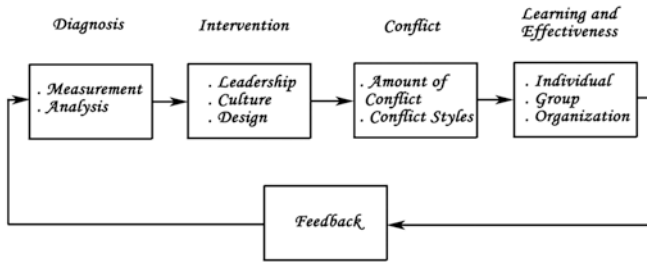 Diagnosis
Intervention
Conflict
Learning and
Effectiveness
. Measurement
. Analysis
. Leadership
. Culture
. Design
. Amount of
Conflict
. Conflict Styles
. Individual
. Group
. Organization
Feedback